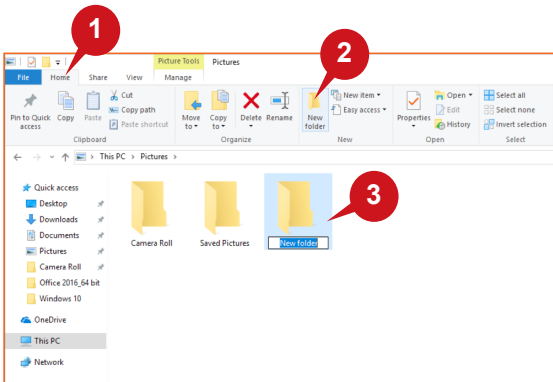 1
2
Picture Tools Pictures
File Home Share View Manage
Pin to Quick access
Copy
Paste
Cut
Copy path
Paste shortcut
Clipboard
Move to
Copy to
Delete
Rename
Organize
New folder
New item
Easy access
New
Properties
Open
Edit
History
Open
Select all
Select none
Invert selection
Select
This PC > Pictures >
Quick access
Desktop
Downloads
Documents
Pictures
Camera Roll
Office 2016_64 bit
Windows 10
OneDrive
This PC
Network
Camera Roll
Saved Pictures
New folder
3